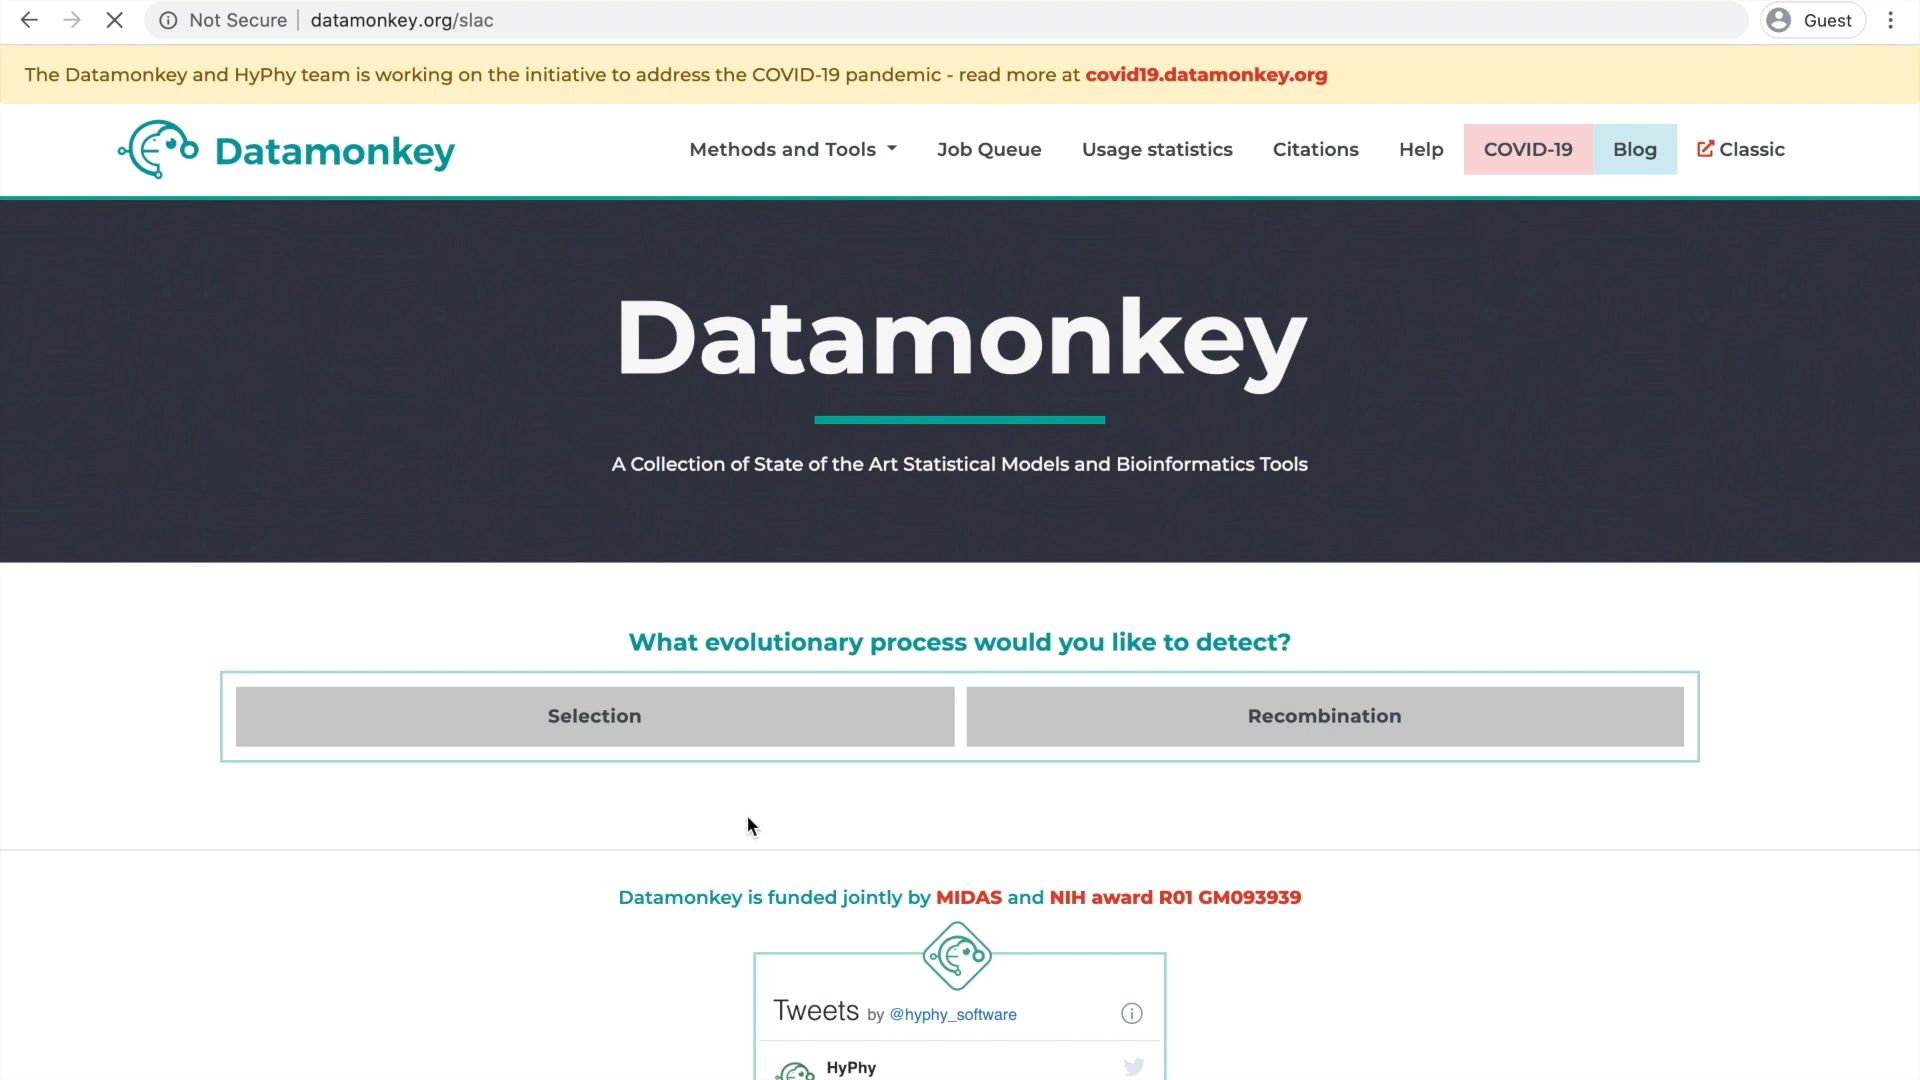 Not Secure | datamonkey.org/slac
Guest
The Datamonkey and HyPhy team is working on the initiative to address the COVID-19 pandemic - read more at covid19.datamonkey.org
Datamonkey
Methods and Tools
Job Queue
Usage statistics
Citations
Help
COVID-19
Blog
Classic
Datamonkey
A Collection of State of the Art Statistical Models and Bioinformatics Tools
What evolutionary process would you like to detect?
Selection
Recombination
Datamonkey is funded jointly by MIDAS and NIH award R01 GM093939
Tweets by @hyphy_software
HyPhy